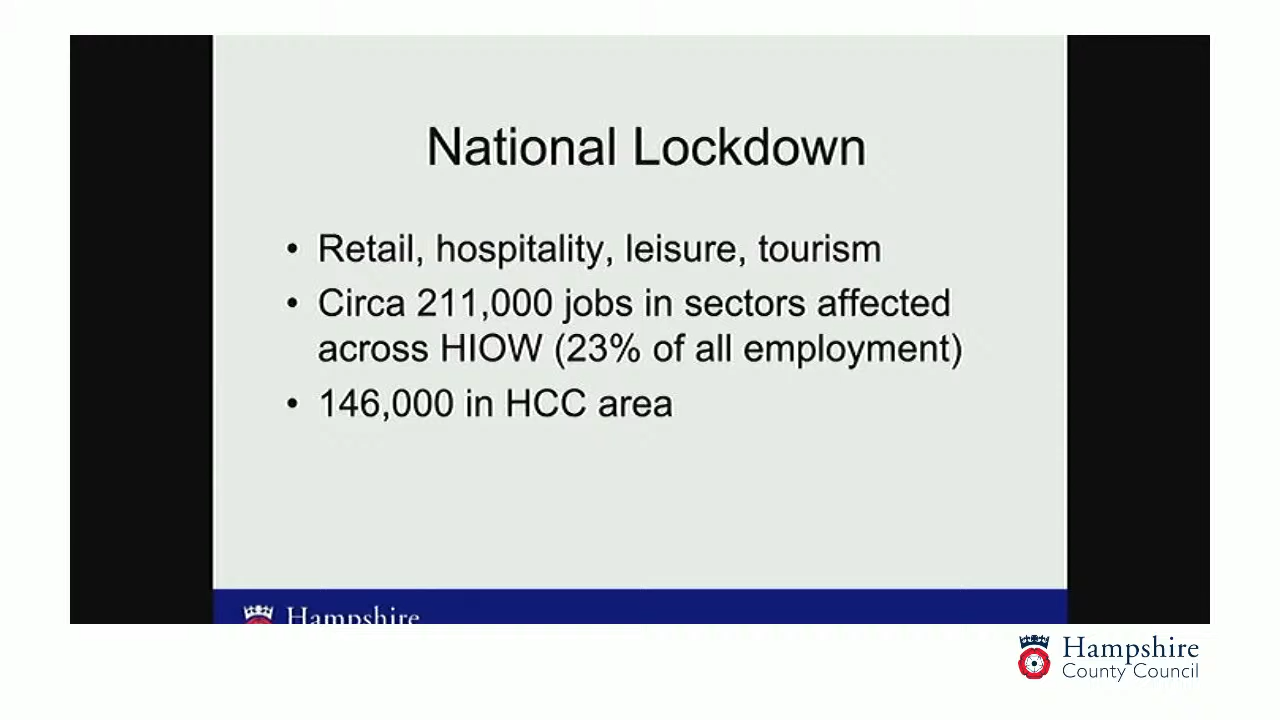 National Lockdown
• Retail, hospitality, leisure, tourism
• Circa 211,000 jobs in sectors affected
across HIOW (23% of all employment)
• 146,000 in HCC area
Hampshire
Hampshire
County Council